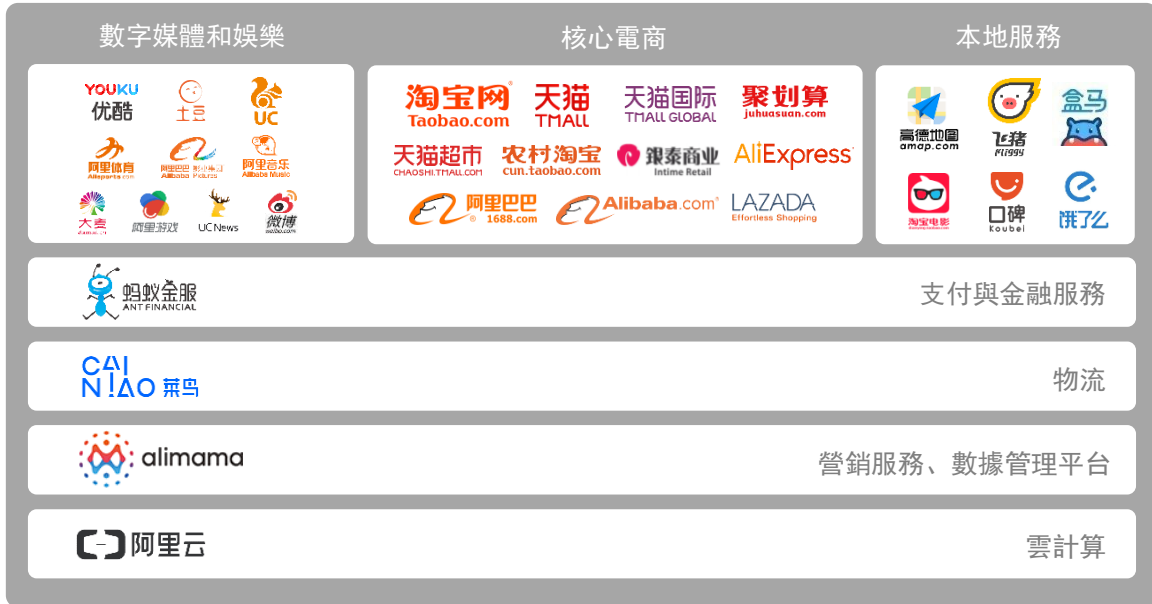 數字媒體和娛樂
核心電商
本地服務
YOUKU
优酷
土豆
UC
阿里体育
Alisports.com
阿里巴巴 影业集团
Alibaba Pictures
阿里音乐
Alibaba Music
大麦
damai.cn
阿里游戏
UC News
微博
weibo.com
淘宝网
Taobao.com
天猫
TMALL
天猫国际
TMALL GLOBAL
聚划算
juhuasuan.com
天猫超市
CHAOSHI.TMALL.COM
农村淘宝
cun.taobao.com
銀泰商业
Intime Retail
AliExpress
阿里巴巴
1688.com
Alibaba.com
LAZADA
Effortless Shopping
高德地圖
amap.com
飞猪
Fliggy
盒马
淘宝电影
口碑
Koubei
饿了么
蚂蚁金服
ANT FINANCIAL
支付與金融服務
CAI
NIAO 菜鸟
物流
alimama
營銷服務、數據管理平台
阿里云
雲計算